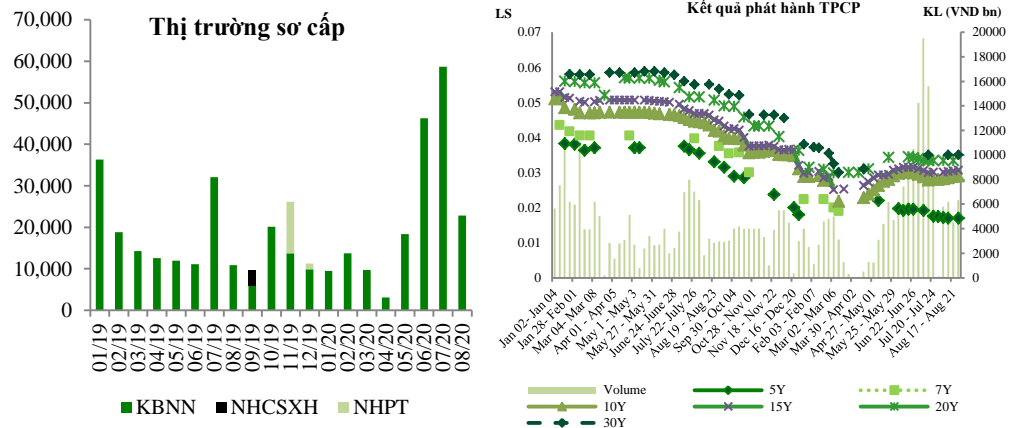 Thị trường sơ cấp
70,000
60,000
50,000
40,000
30,000
20,000
10,000
0
01/19
02/19
03/19
04/19
05/19
06/19
07/19
08/19
09/19
10/19
11/19
12/19
01/20
02/20
03/20
04/20
05/20
06/20
07/20
08/20
KBNN NHCSXH NHPT
Kết quả phát hành TPCP
LS
KL (VND bn)
0.07
0.06
0.05
0.04
0.03
0.02
0.01
0
20000
18000
16000
14000
12000
10000
8000
6000
4000
2000
0
Jan 02- Jan 04
Jan 28- Feb 01
Mar 04- Mar 08
Apr 01 - Apr 05
May 1 - May 3
May 27 - May 31
June 24- June 28
July 22- July 26
Aug 19 - Aug 23
Sep 30 - Oct 04
Oct 28 - Nov 01
Nov 18 - Nov 22
Dec 16 - Dec 20
Feb 03 - Feb 07
Mar 02 - Mar 06
Mar 30 - Apr 02
Apr 27 - May 01
May 25 - May 29
Jun 22 - Jun 26
Jul 20 - Jul 24
Aug 17 - Aug 21
Volume 5Y 7Y
10Y 15Y 20Y
30Y